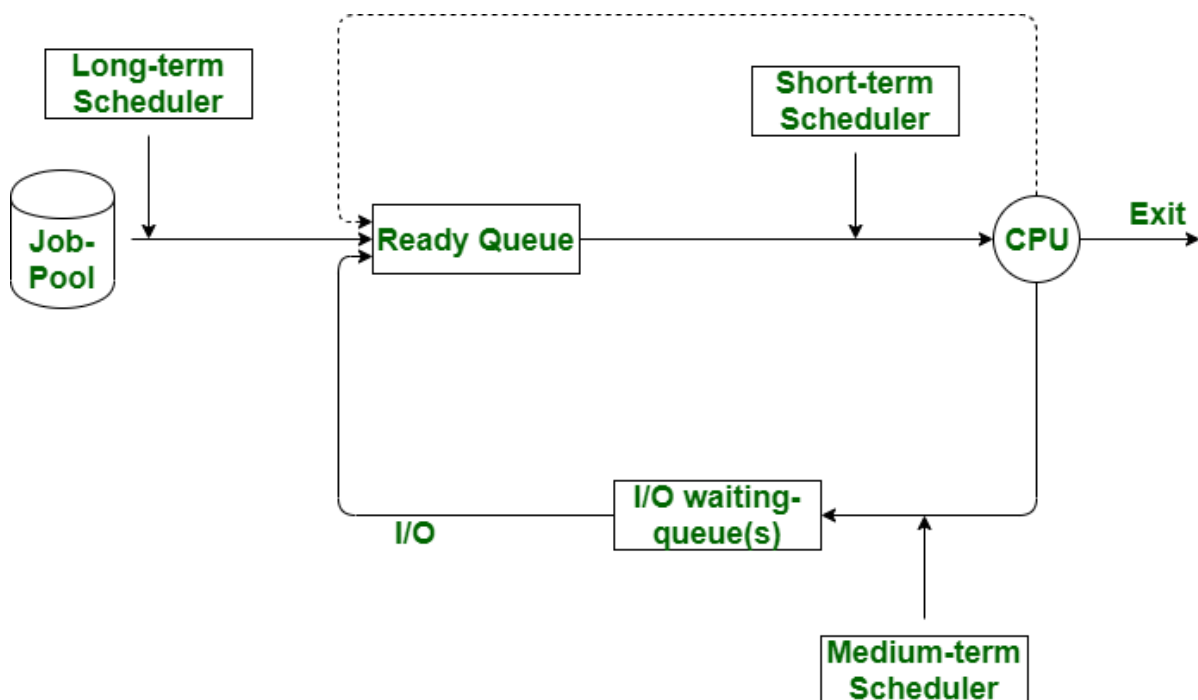 Long-term
Scheduler
Short-term
Scheduler
Job-
Pool
Ready Queue
CPU
Exit
I/O waiting-
queue(s)
I/O
Medium-term
Scheduler